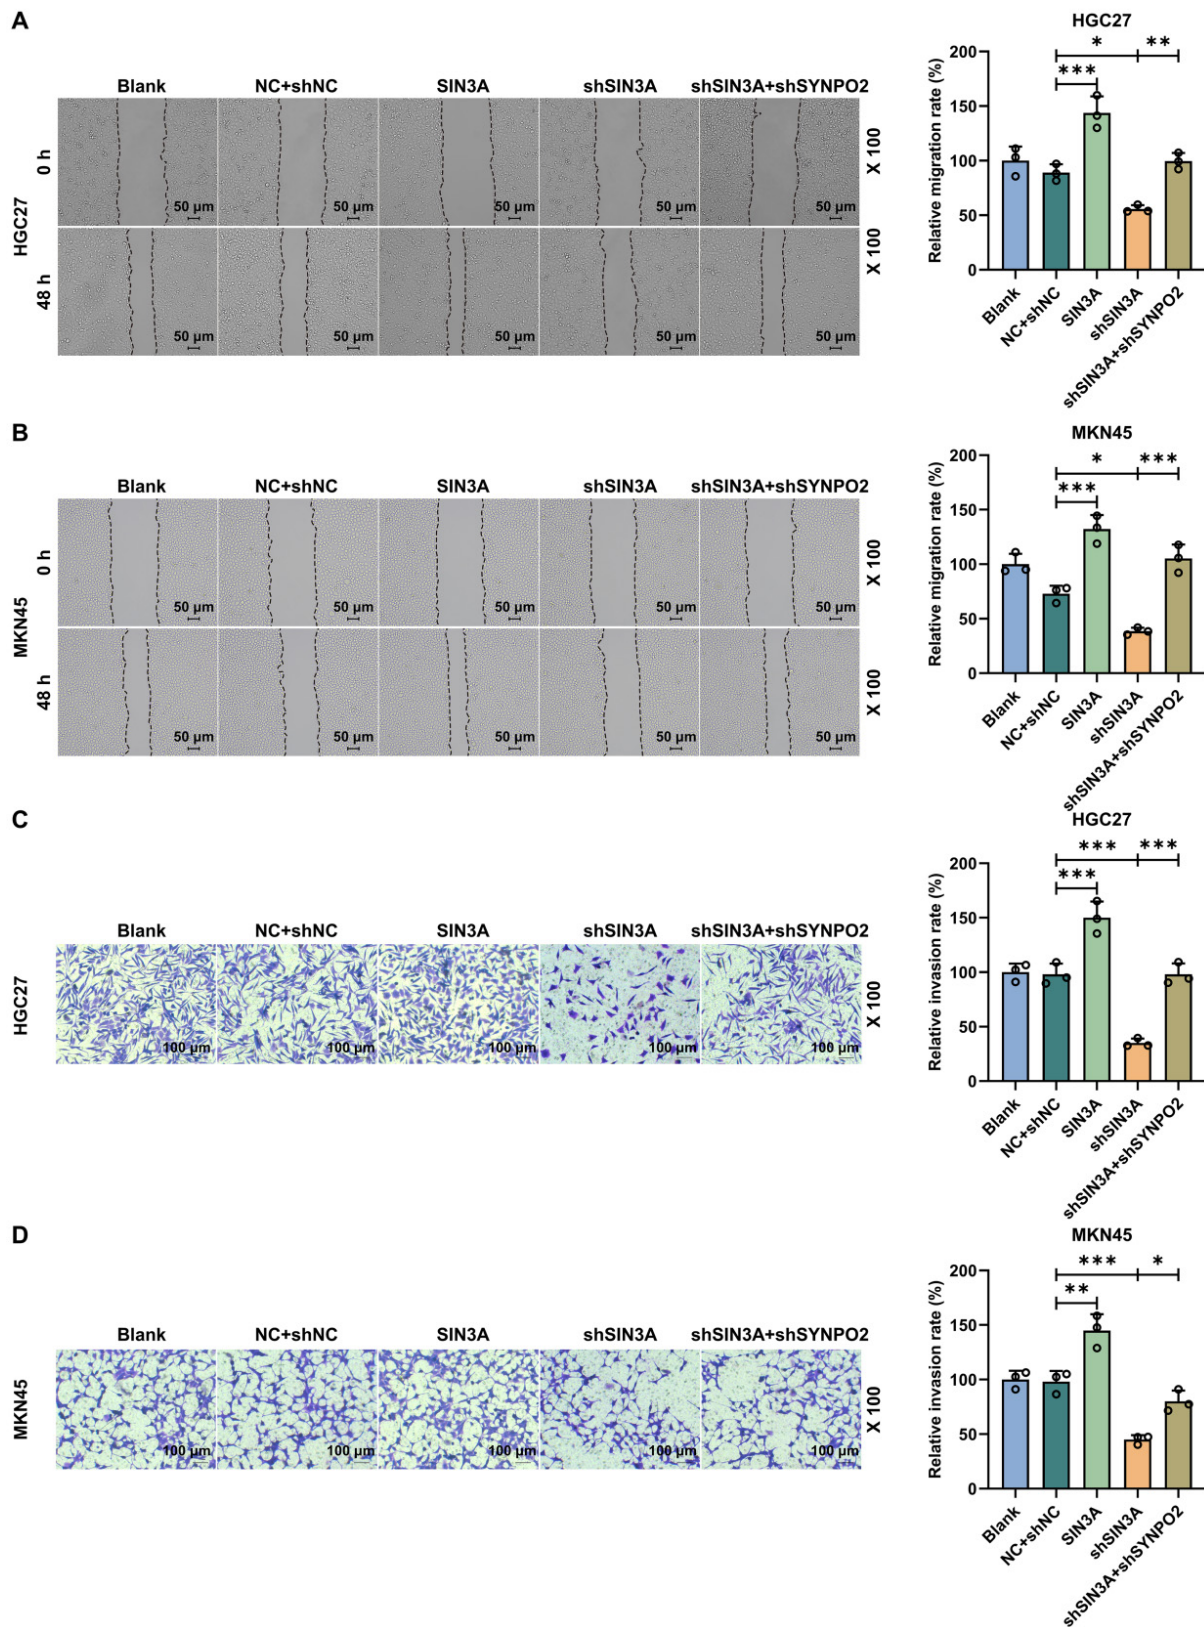 A
HGC27
Blank NC+shNC SIN3A shSIN3A shSIN3A+shSYNPO2
HGC27
0 h
50 µm 50 µm 50 µm 50 µm 50 µm
X 100
48 h
50 µm 50 µm 50 µm 50 µm 50 µm
X 100
Relative migration rate (%)
200
150
100
50
0
* **
***
Blank NC+shNC SIN3A shSIN3A shSIN3A+shSYNPO2
B
MKN45
Blank NC+shNC SIN3A shSIN3A shSIN3A+shSYNPO2
MKN45
0 h
50 µm 50 µm 50 µm 50 µm 50 µm
X 100
48 h
50 µm 50 µm 50 µm 50 µm 50 µm
X 100
Relative migration rate (%)
200
150
100
50
0
* ***
***
Blank NC+shNC SIN3A shSIN3A shSIN3A+shSYNPO2
C
HGC27
Blank NC+shNC SIN3A shSIN3A shSIN3A+shSYNPO2
HGC27
100 µm 100 µm 100 µm 100 µm 100 µm
X 100
Relative invasion rate (%)
200
150
100
50
0
*** ***
***
Blank NC+shNC SIN3A shSIN3A shSIN3A+shSYNPO2
D
MKN45
Blank NC+shNC SIN3A shSIN3A shSIN3A+shSYNPO2
MKN45
100 µm 100 µm 100 µm 100 µm 100 µm
X 100
Relative invasion rate (%)
200
150
100
50
0
*** *
**
Blank NC+shNC SIN3A shSIN3A shSIN3A+shSYNPO2